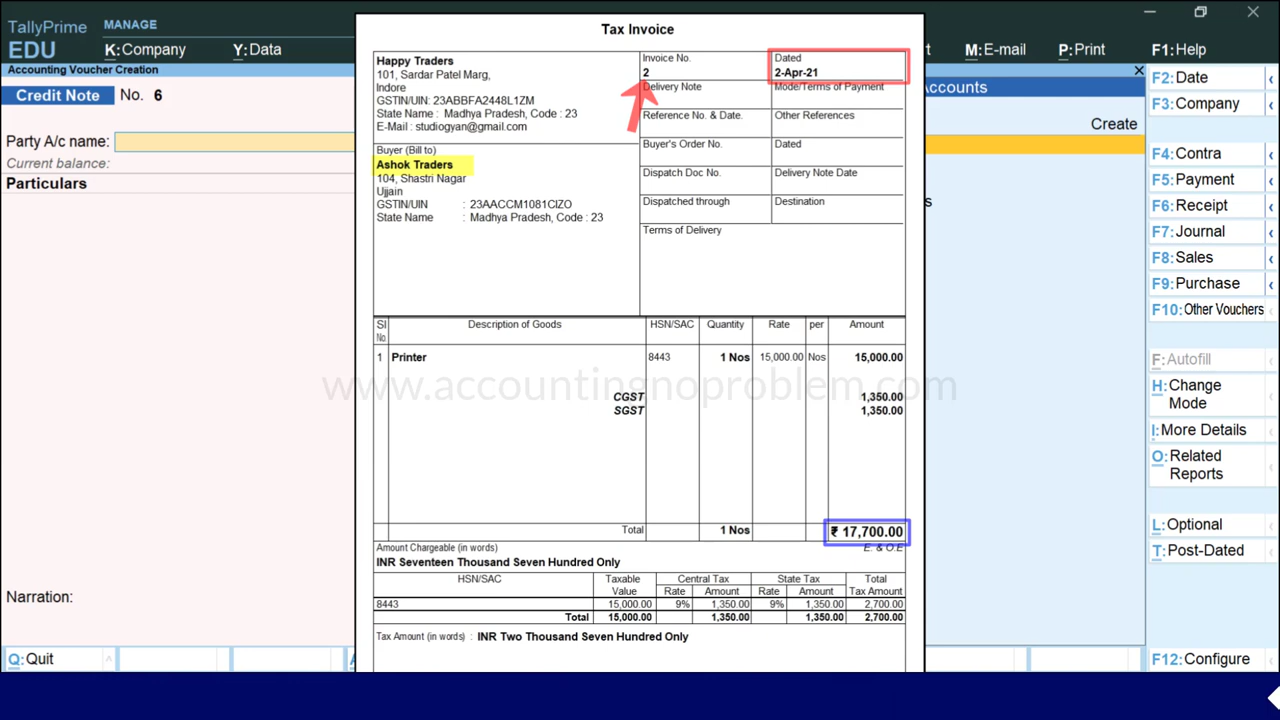 TallyPrime
EDU
MANAGE
K:Company
Y:Data
t
M:E-mail
P:Print
F1:Help
Accounting Voucher Creation
Credit Note No. 6
Party A/c name:
Current balance:
Particulars
Narration:
Q:Quit
Tax Invoice
Happy Traders
101, Sardar Patel Marg,
Indore
GSTIN/UIN: 23ABBFA2448L1ZM
State Name : Madhya Pradesh, Code : 23
E-Mail : studiogyan@gmail.com
Buyer (Bill to)
Ashok Traders
104, Shastri Nagar
Ujjain
GSTIN/UIN : 23AACCM1081CIZO
State Name : Madhya Pradesh, Code : 23
Invoice No.
2
Dated
2-Apr-21
Delivery Note
Mode/Terms of Payment
Reference No. & Date.
Other References
Buyer's Order No.
Dated
Dispatch Doc No.
Delivery Note Date
Dispatched through
Destination
Terms of Delivery
Sl No. Description of Goods HSN/SAC Quantity Rate per Amount
1 Printer 8443 1 Nos 15,000.00 Nos 15,000.00
www.accountingnoproblem.com
CGST 1,350.00
SGST 1,350.00
Total 1 Nos ₹ 17,700.00
Amount Chargeable (in words) E. & O.E
INR Seventeen Thousand Seven Hundred Only
HSN/SAC Taxable Value Central Tax State Tax Total Tax Amount
Rate Amount Rate Amount
8443 15,000.00 9% 1,350.00 9% 1,350.00 2,700.00
Total 15,000.00 1,350.00 1,350.00 2,700.00
Tax Amount (in words) : INR Two Thousand Seven Hundred Only
Accounts
Create
s
F2:Date
F3:Company
F4:Contra
F5:Payment
F6:Receipt
F7:Journal
F8:Sales
F9:Purchase
F10:Other Vouchers
F:Autofill
H:Change
Mode
I:More Details
O:Related
Reports
L:Optional
T:Post-Dated
F12:Configure